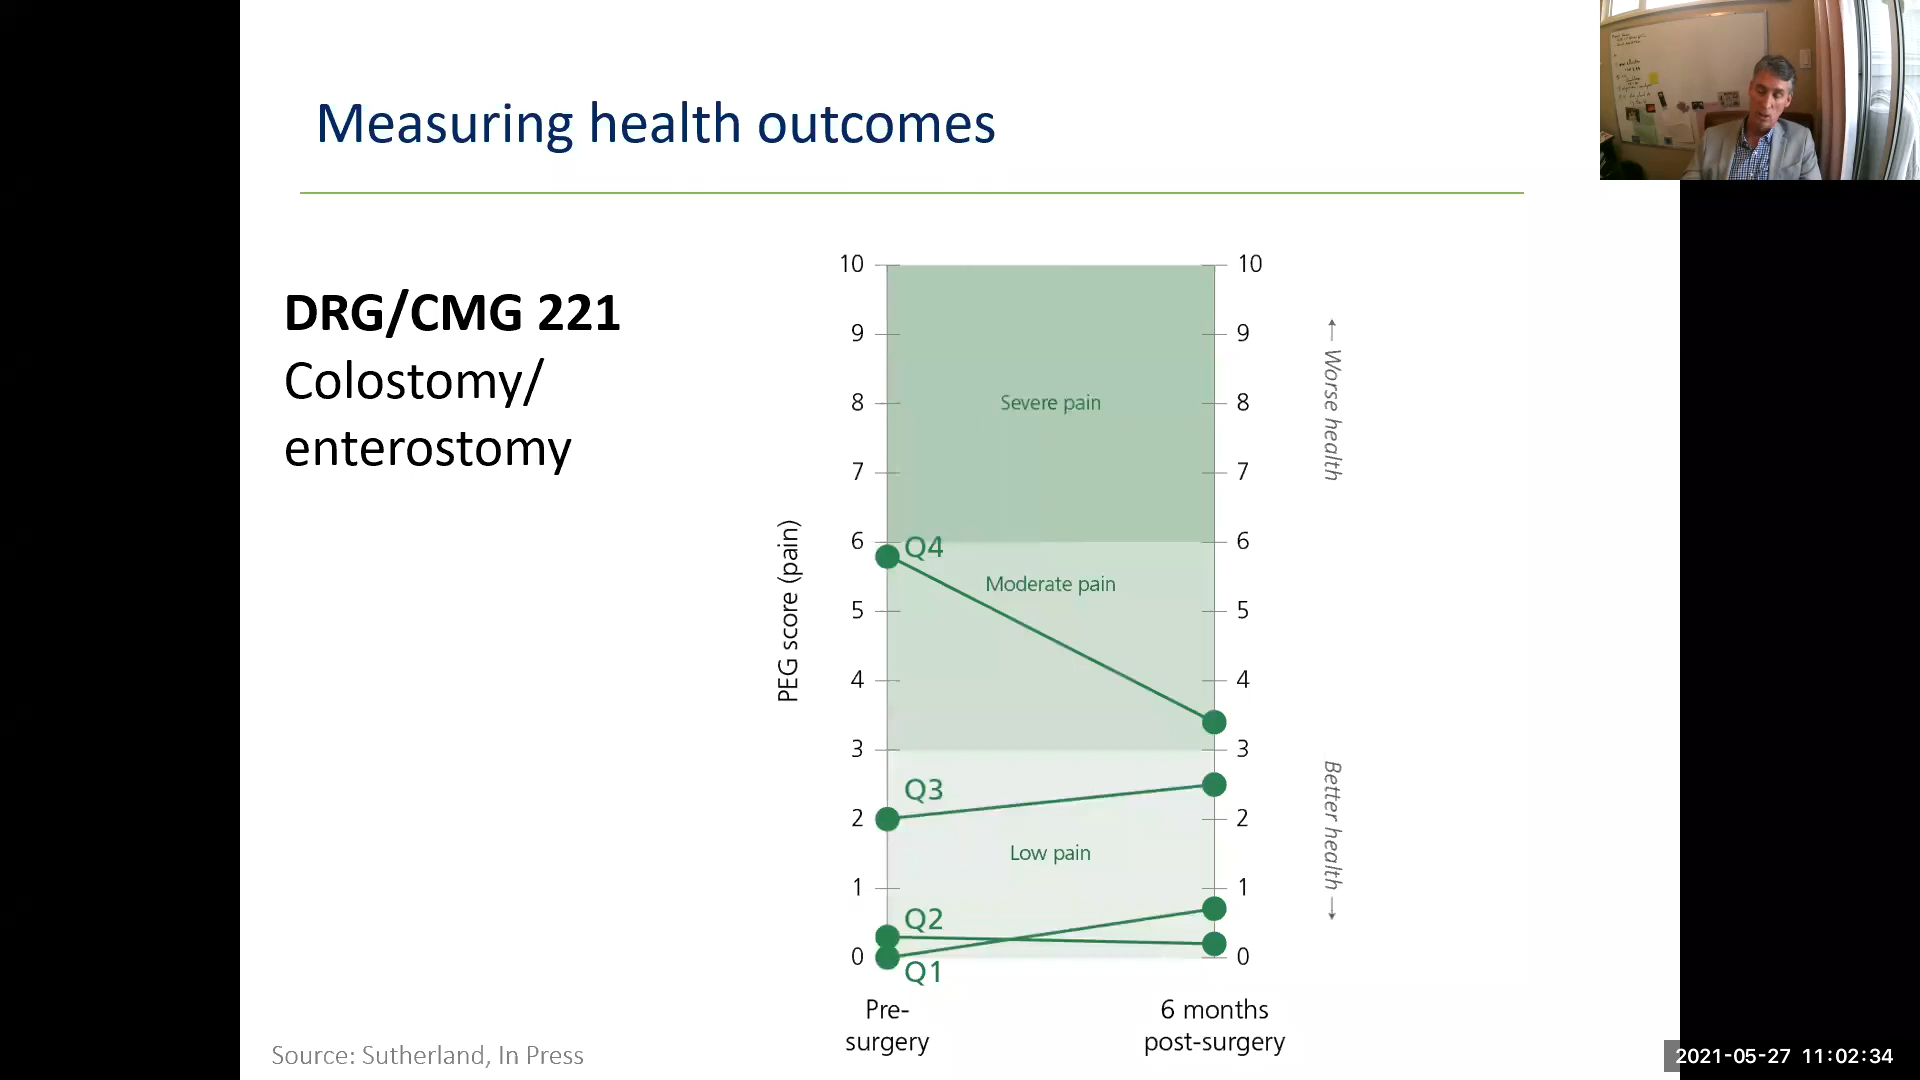 Measuring health outcomes
DRG/CMG 221
Colostomy/
enterostomy
PEG score (pain)
10
9
8
7
6
5
4
3
2
1
0
Severe pain
Moderate pain
Low pain
Q4
Q3
Q2
Q1
10
9
8
7
6
5
4
3
2
1
0
← Worse health
Better health →
Pre-
surgery
6 months
post-surgery
Source: Sutherland, In Press
2021-05-27 11:02:34